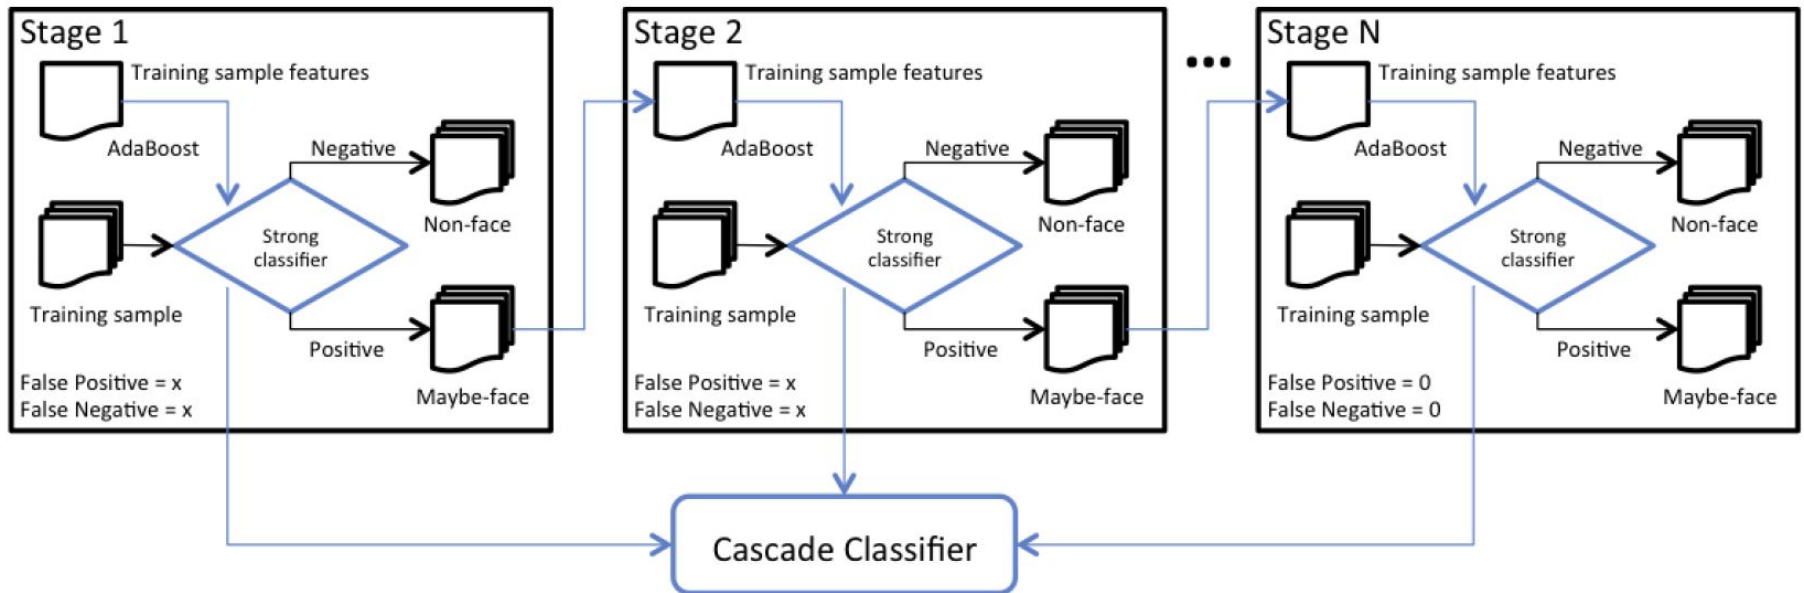 Stage 1
Training sample features
AdaBoost
Negative
Non-face
Strong
classifier
Training sample
Positive
Maybe-face
False Positive = x
False Negative = x
Stage 2
Training sample features
AdaBoost
Negative
Non-face
Strong
classifier
Training sample
Positive
Maybe-face
False Positive = x
False Negative = x
...
Stage N
Training sample features
AdaBoost
Negative
Non-face
Strong
classifier
Training sample
Positive
Maybe-face
False Positive = 0
False Negative = 0
Cascade Classifier